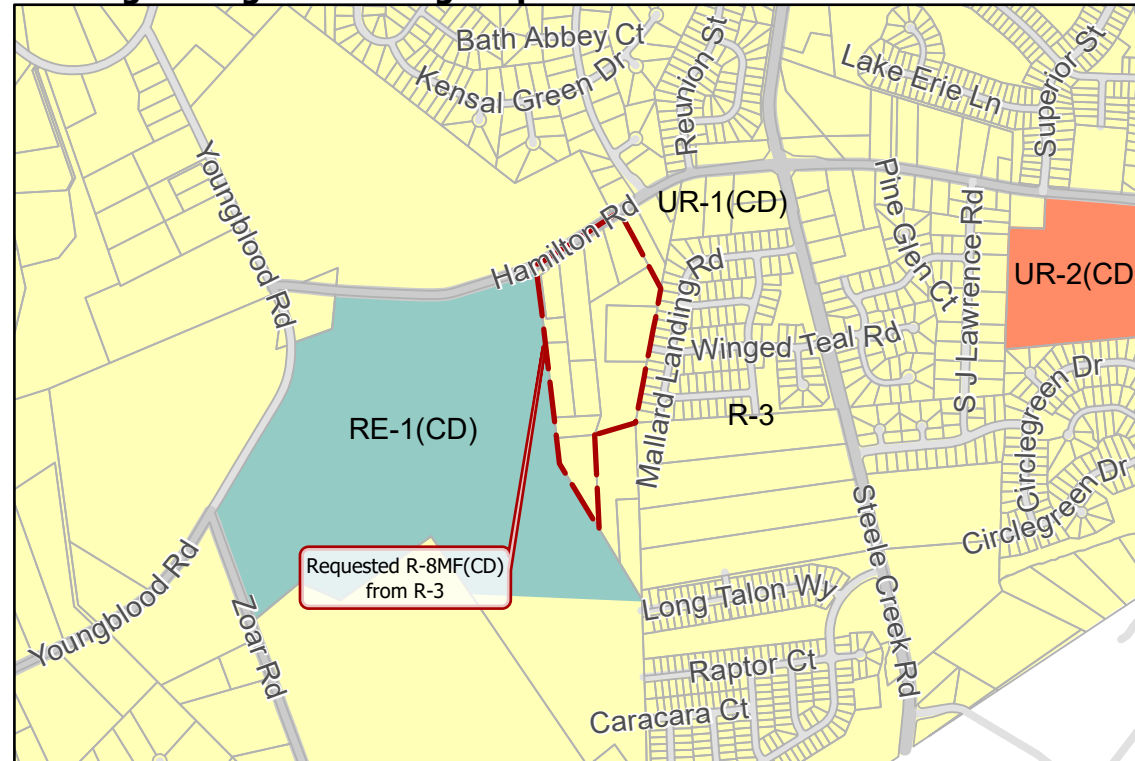 Bath Abbey Ct
Kensal Green Dr
Reunion St
Lake Erie Ln
Superior St
Youngblood Rd
Hamilton Rd
UR-1(CD)
Pine Glen Ct
S J Lawrence Rd
UR-2(CD
Mallard Landing Rd
Winged Teal Rd
RE-1(CD)
R-3
Circlegreen Dr
Circlegreen Dr
Steele Creek Rd
Requested R-8MF(CD)
from R-3
Youngblood Rd
Zoar Rd
Long Talon Wy
Raptor Ct
Caracara Ct